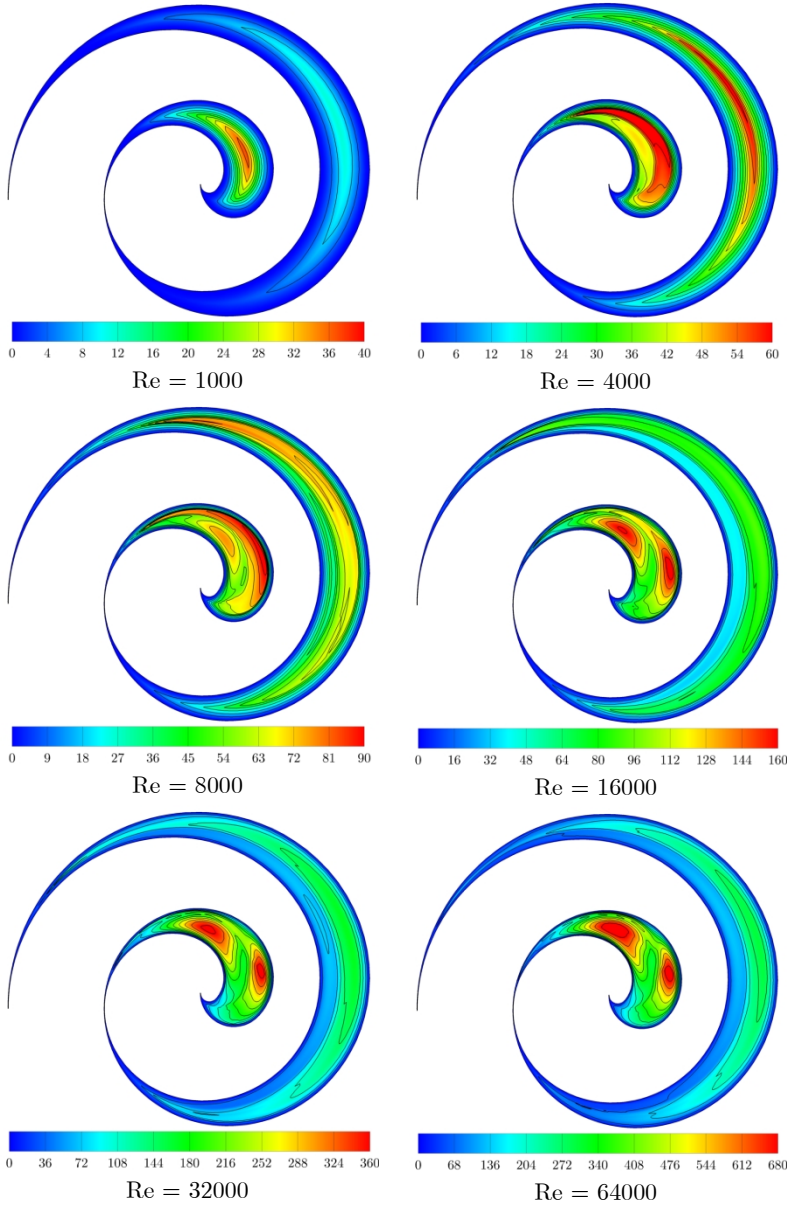 0 4 8 12 16 20 24 28 32 36 40
0 6 12 18 24 30 36 42 48 54 60
Re = 1000
Re = 4000
0 9 18 27 36 45 54 63 72 81 90
0 16 32 48 64 80 96 112 128 144 160
Re = 8000
Re = 16000
0 36 72 108 144 180 216 252 288 324 360
0 68 136 204 272 340 408 476 544 612 680
Re = 32000
Re = 64000